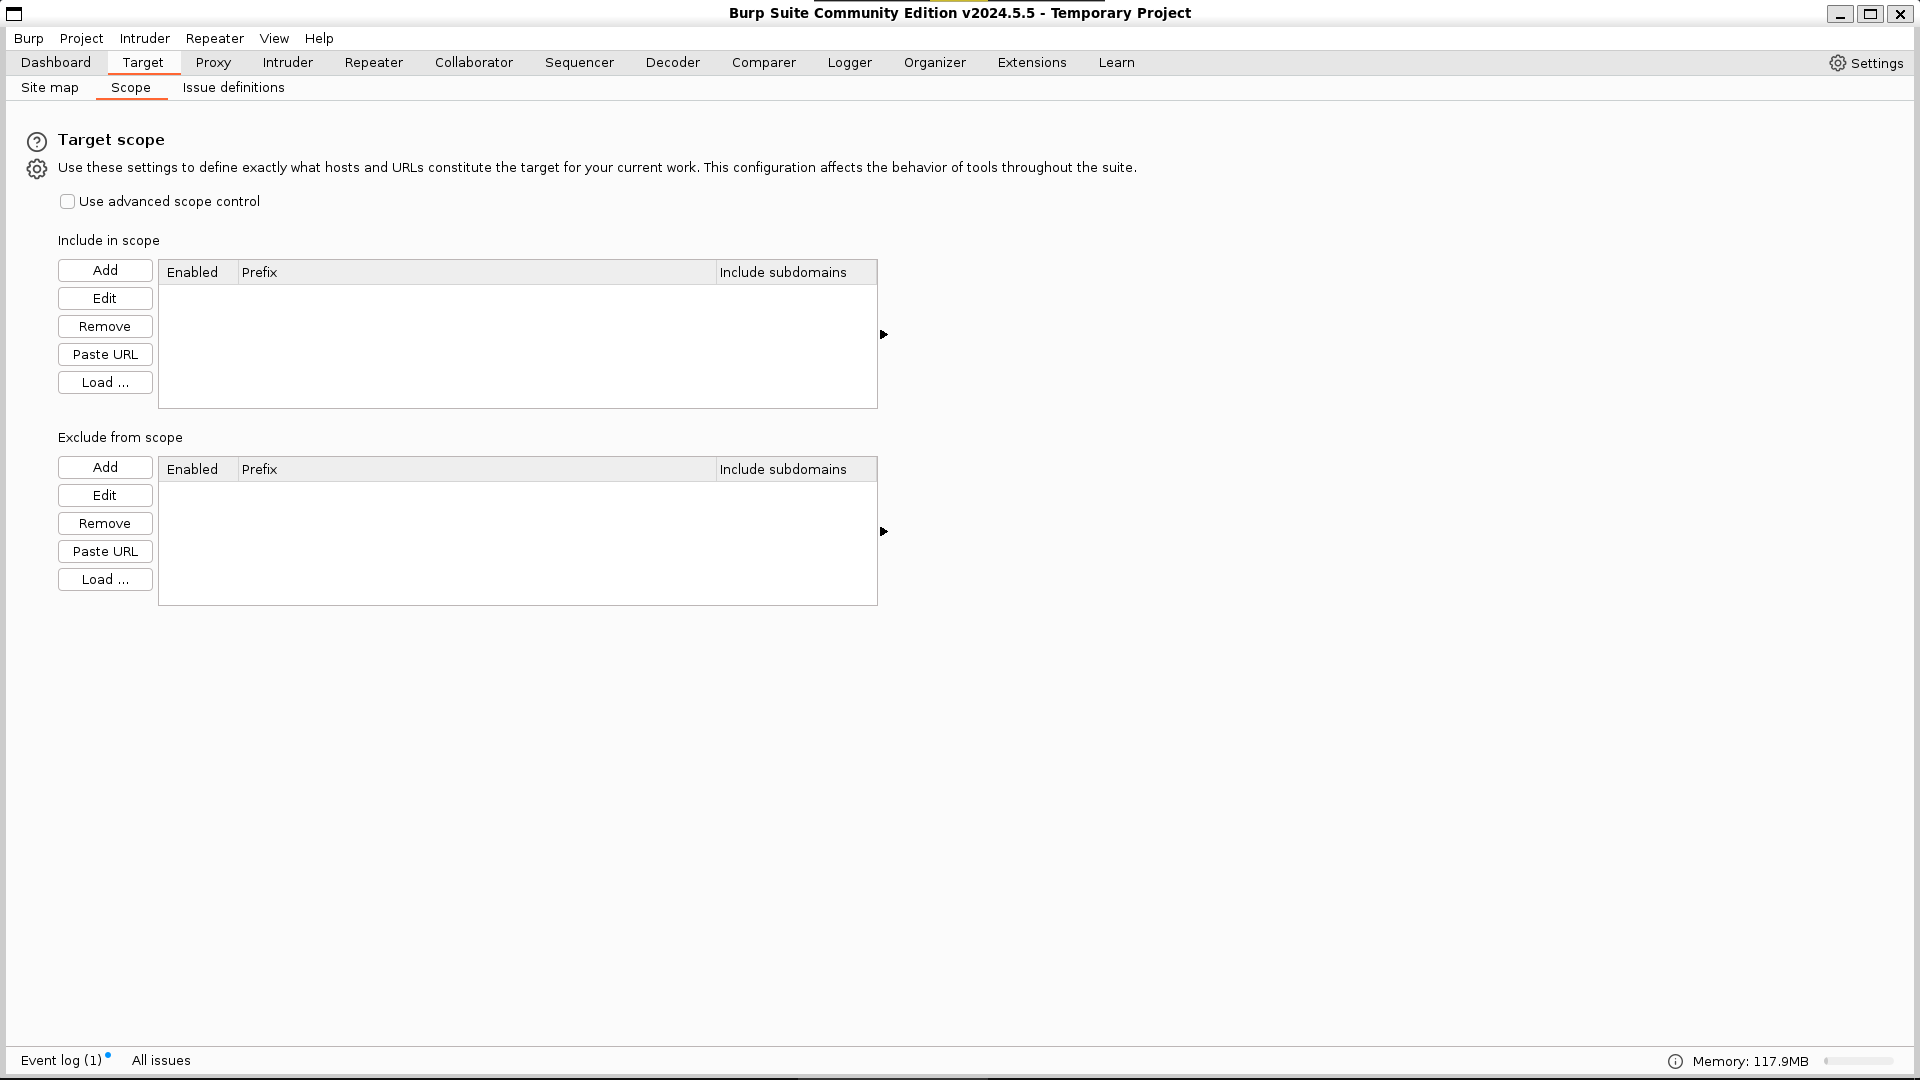 Burp Suite Community Edition v2024.5.5 - Temporary Project
Burp Project Intruder Repeater View Help
Dashboard Target Proxy Intruder Repeater Collaborator Sequencer Decoder Comparer Logger Organizer Extensions Learn Settings
Site map Scope Issue definitions
Target scope
Use these settings to define exactly what hosts and URLs constitute the target for your current work. This configuration affects the behavior of tools throughout the suite.
Use advanced scope control
Include in scope
Add
Edit
Remove
Paste URL
Load ...
Enabled Prefix Include subdomains
Exclude from scope
Add
Edit
Remove
Paste URL
Load ...
Enabled Prefix Include subdomains
Event log (1) All issues Memory: 117.9MB